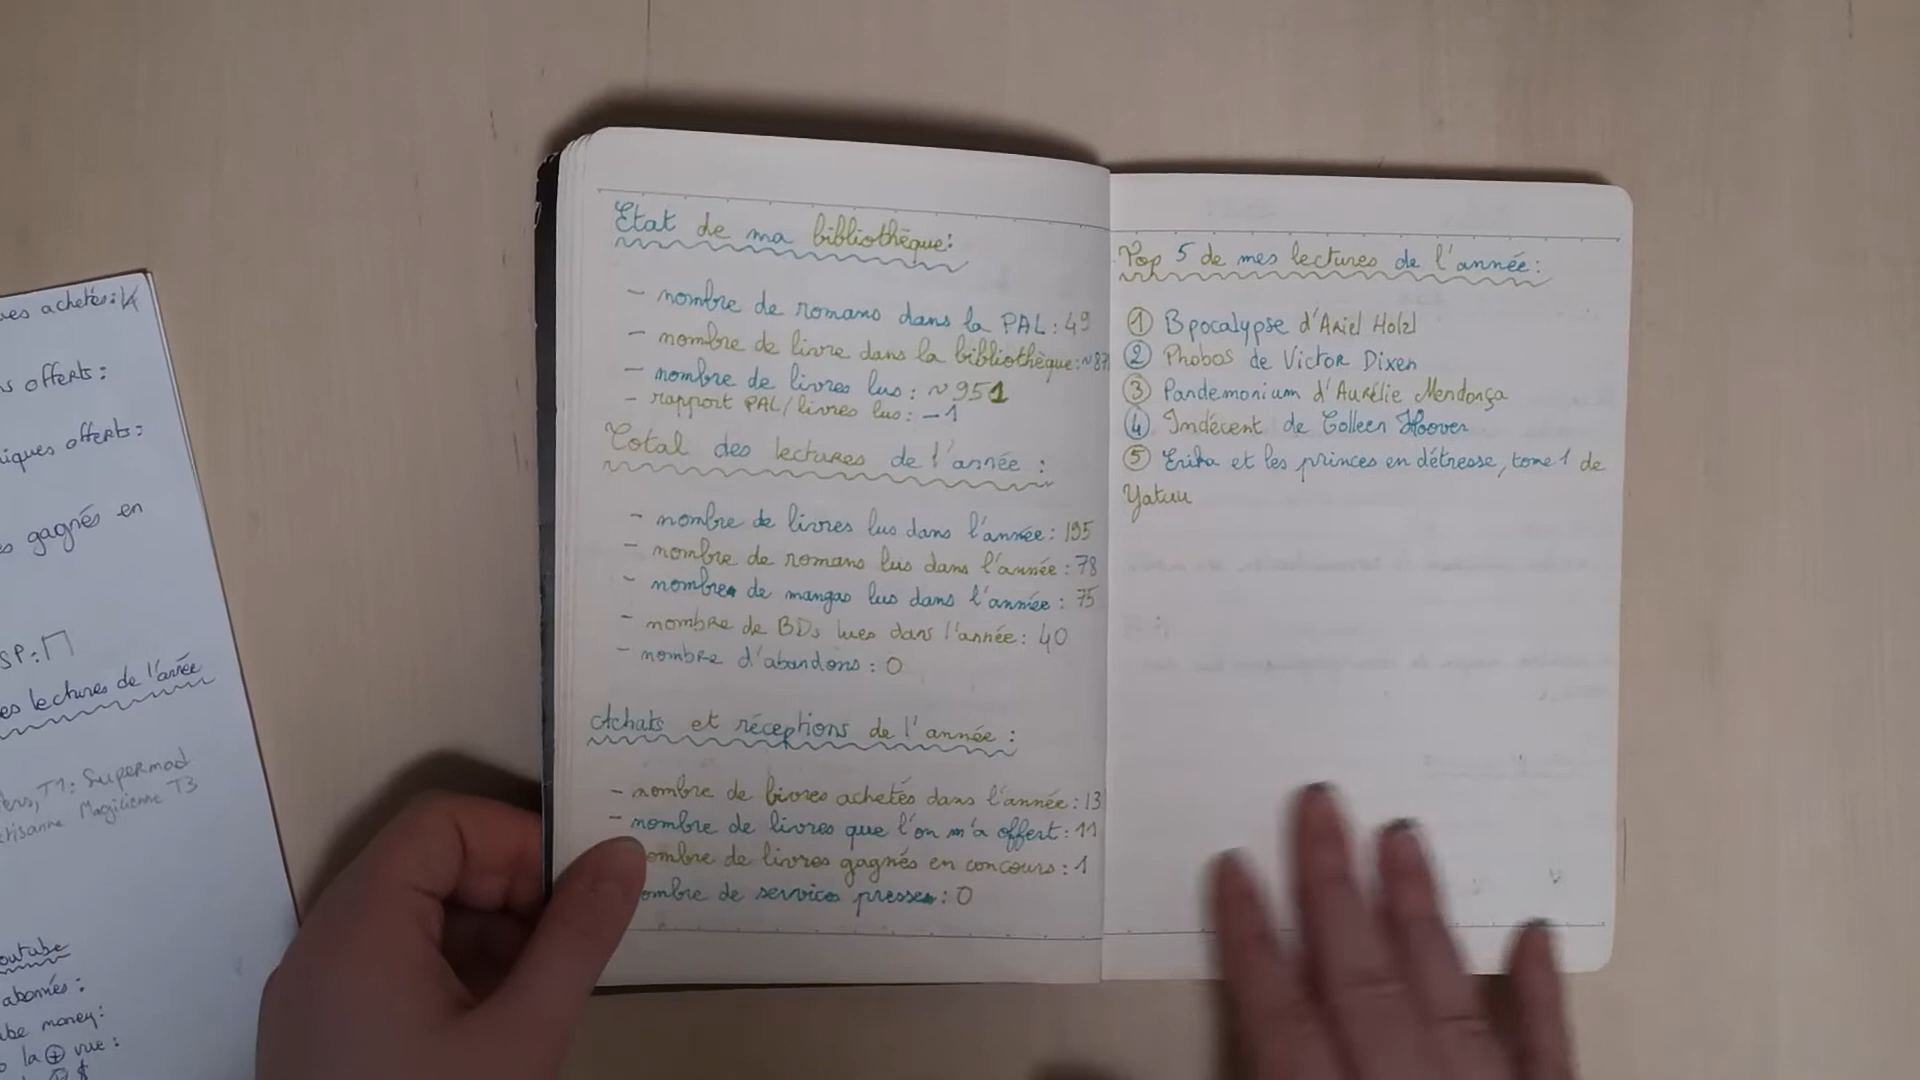 ues achetés:
s offerts:
iques offerts:
s gagnés en
SP:
es lectures de l'année
T1: Supermad
Magicienne T3
outube
abonnés:
ube money:
la ⊕ vue:
$
Etat de ma bibliothèque:
- nombre de romans dans la PAL: 49
- nombre de livre dans la bibliothèque: ~87
- nombre de livres lus: ~951
- rapport PAL/livres lus: -1
Total des lectures de l'année:
- nombre de livres lus dans l'année: 195
- nombre de romans lus dans l'année: 78
- nombre de mangas lus dans l'année: 75
- nombre de BDs lues dans l'année: 40
- nombre d'abandons: 0
Achats et réceptions de l'année:
- nombre de livres achetés dans l'année: 13
- nombre de livres que l'on m'a offert: 11
ombre de livres gagnés en concours: 1
ombre de services presse: 0
Top 5 de mes lectures de l'année:
① Bpocalypse d'Ariel Holzl
② Phobos de Victor Dixen
③ Pandemonium d'Aurélie Mendonça
④ Indécent de Colleen Hoover
⑤ Erika et les princes en détresse, tome 1 de
Yatuu